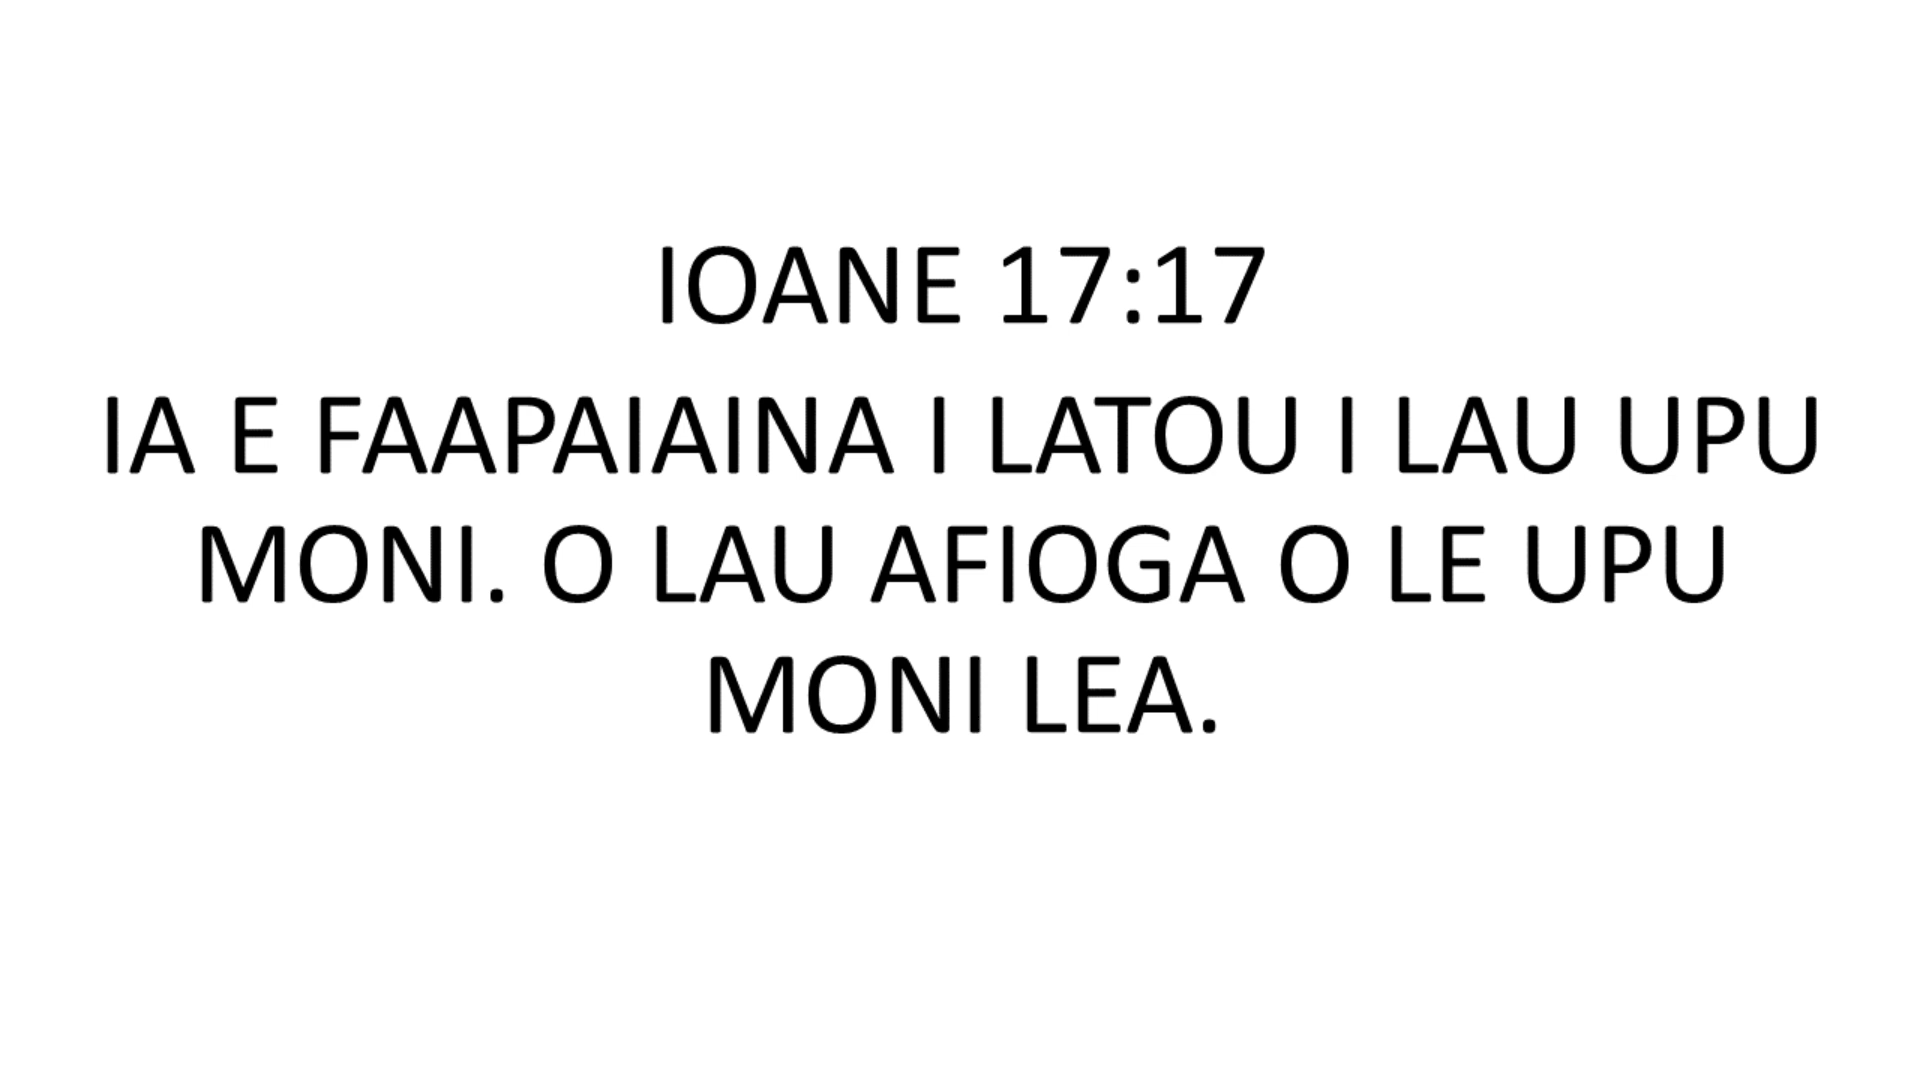 IOANE 17:17
IA E FAAPAIAINA I LATOU I LAU UPU
MONI. O LAU AFIOGA O LE UPU
MONI LEA.